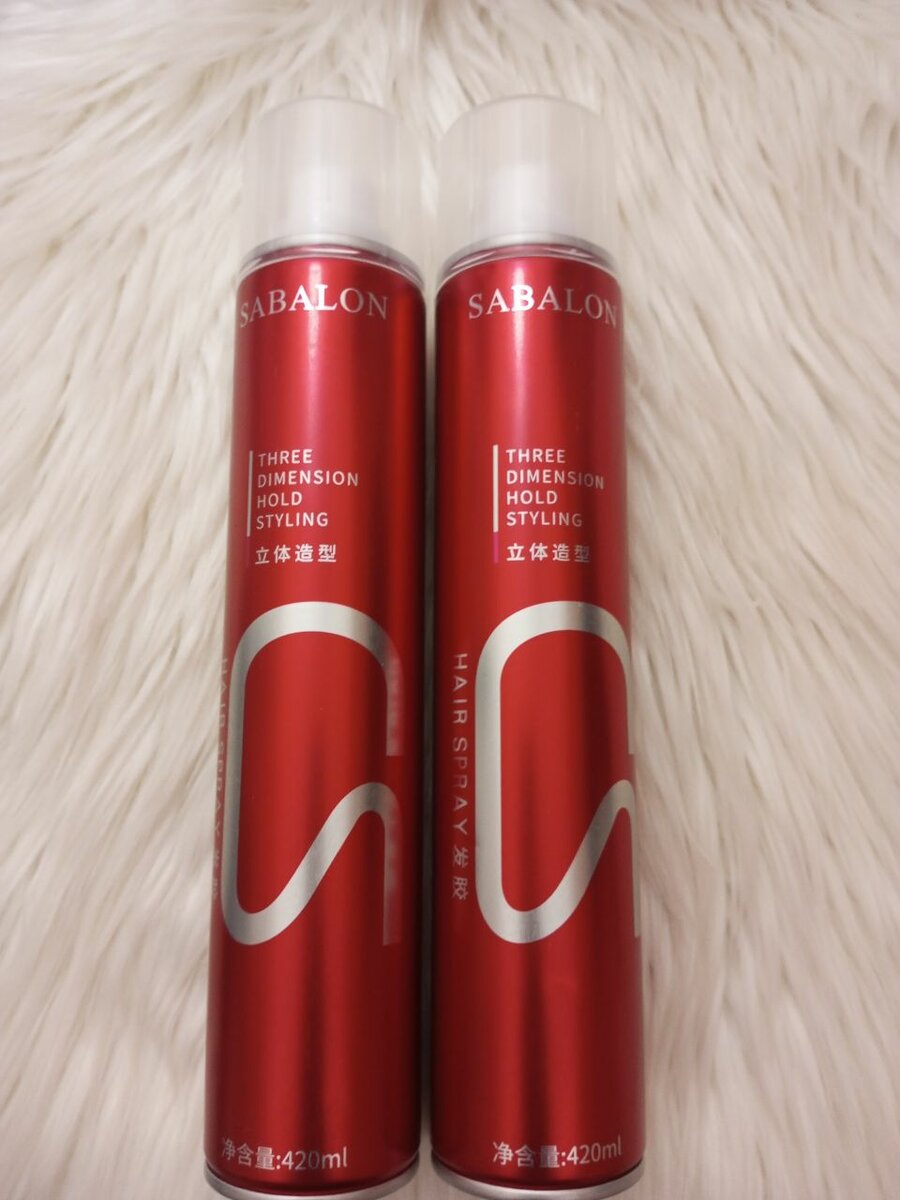 SABALON
THREE
DIMENSION
HOLD
STYLING
立体造型
HAIR SPRAY 发胶
净含量:420ml
SABALON
THREE
DIMENSION
HOLD
STYLING
立体造型
HAIR SPRAY 发胶
净含量:420ml